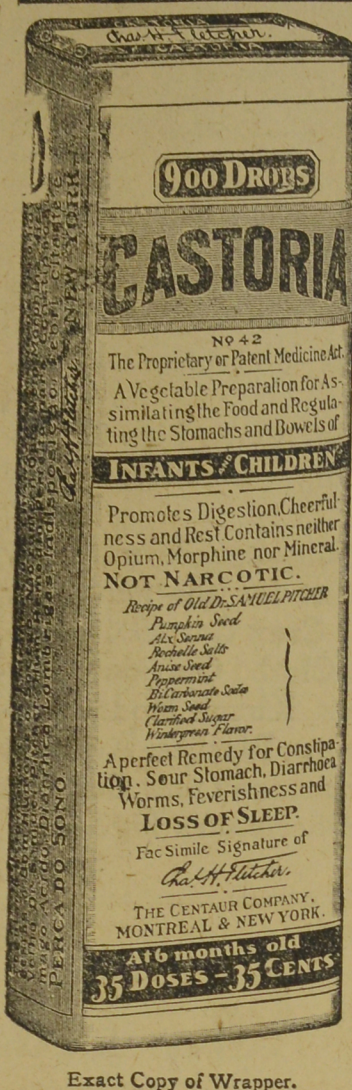 Chas. H. Fletcher.
900 DROPS
CASTORIA
Nº 42
The Proprietary or Patent Medicine Act.
A Vegetable Preparation for As-
similating the Food and Regula-
ting the Stomachs and Bowels of
INFANTS AND CHILDREN
Promotes Digestion, Cheerful-
ness and Rest Contains neither
Opium, Morphine nor Mineral.
NOT NARCOTIC.
Recipe of Old Dr. SAMUEL PITCHER
Pumpkin Seed
Alx Senna
Rochelle Salts
Anise Seed
Peppermint
Bi Carbonate Soda
Worm Seed
Clarified Sugar
Wintergreen Flavor.
A perfect Remedy for Constipa-
tion, Sour Stomach, Diarrhoea
Worms, Feverishness and
LOSS OF SLEEP.
Fac Simile Signature of
Chas. H. Fletcher.
THE CENTAUR COMPANY,
MONTREAL & NEW YORK.
At 6 months old
35 DOSES - 35 CENTS
NEW YORK
Chas. H. Fletcher
PERCA DO SONO.
Exact Copy of Wrapper.